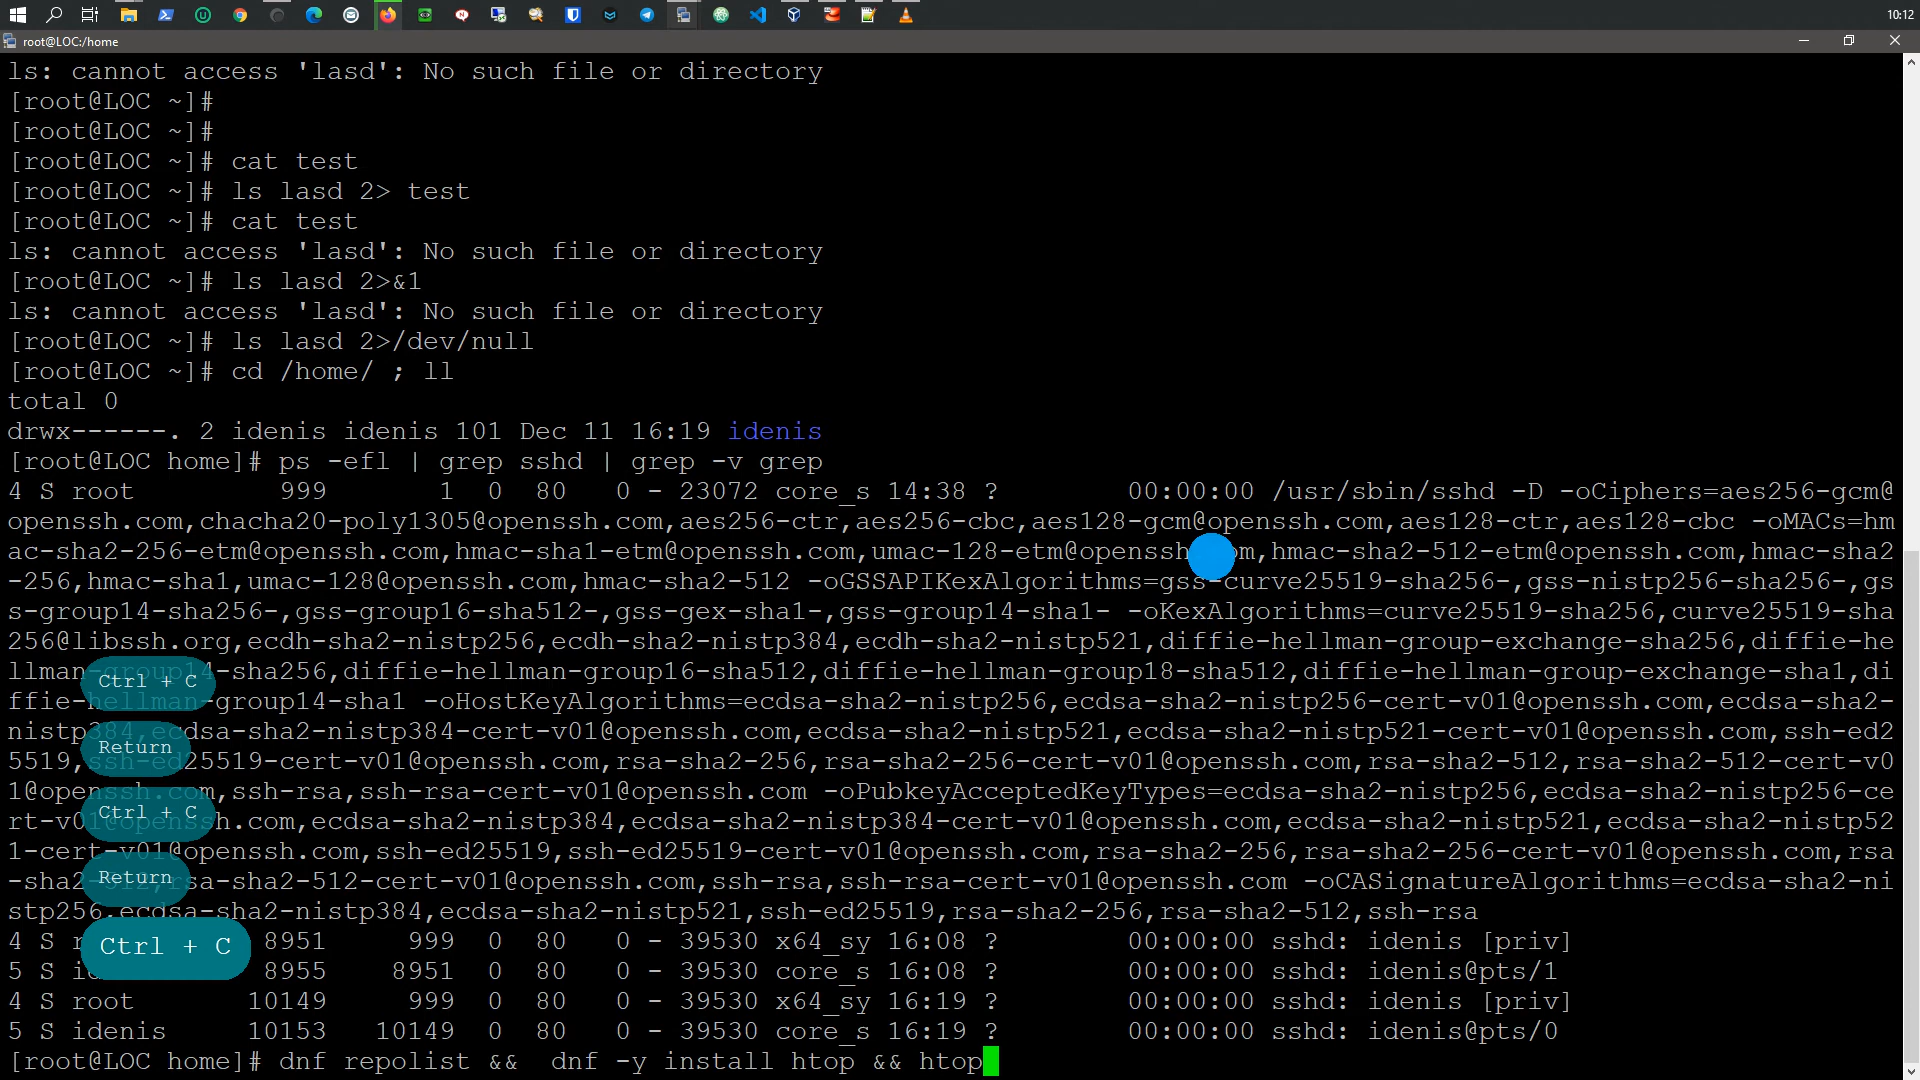 10:12
root@LOC:/home
ls: cannot access 'lasd': No such file or directory
[root@LOC ~]#
[root@LOC ~]#
[root@LOC ~]# cat test
[root@LOC ~]# ls lasd 2> test
[root@LOC ~]# cat test
ls: cannot access 'lasd': No such file or directory
[root@LOC ~]# ls lasd 2>&1
ls: cannot access 'lasd': No such file or directory
[root@LOC ~]# ls lasd 2>/dev/null
[root@LOC ~]# cd /home/ ; ll
total 0
drwx------. 2 idenis idenis 101 Dec 11 16:19 idenis
[root@LOC home]# ps -efl | grep sshd | grep -v grep
4 S root 999 1 0 80 0 - 23072 core_s 14:38 ? 00:00:00 /usr/sbin/sshd -D -oCiphers=aes256-gcm@
openssh.com,chacha20-poly1305@openssh.com,aes256-ctr,aes256-cbc,aes128-gcm@openssh.com,aes128-ctr,aes128-cbc -oMACs=hm
ac-sha2-256-etm@openssh.com,hmac-sha1-etm@openssh.com,umac-128-etm@openssh.com,hmac-sha2-512-etm@openssh.com,hmac-sha2
-256,hmac-sha1,umac-128@openssh.com,hmac-sha2-512 -oGSSAPIKexAlgorithms=gss-curve25519-sha256-,gss-nistp256-sha256-,gs
s-group14-sha256-,gss-group16-sha512-,gss-gex-sha1-,gss-group14-sha1- -oKexAlgorithms=curve25519-sha256,curve25519-sha
256@libssh.org,ecdh-sha2-nistp256,ecdh-sha2-nistp384,ecdh-sha2-nistp521,diffie-hellman-group-exchange-sha256,diffie-he
llman-group14-sha256,diffie-hellman-group16-sha512,diffie-hellman-group18-sha512,diffie-hellman-group-exchange-sha1,di
Ctrl + C
ffie-hellman-group14-sha1 -oHostKeyAlgorithms=ecdsa-sha2-nistp256,ecdsa-sha2-nistp256-cert-v01@openssh.com,ecdsa-sha2-
nistp384,ecdsa-sha2-nistp384-cert-v01@openssh.com,ecdsa-sha2-nistp521,ecdsa-sha2-nistp521-cert-v01@openssh.com,ssh-ed2
Return
5519,ssh-ed25519-cert-v01@openssh.com,rsa-sha2-256,rsa-sha2-256-cert-v01@openssh.com,rsa-sha2-512,rsa-sha2-512-cert-v0
1@openssh.com,ssh-rsa,ssh-rsa-cert-v01@openssh.com -oPubkeyAcceptedKeyTypes=ecdsa-sha2-nistp256,ecdsa-sha2-nistp256-ce
Ctrl + C
rt-v01@openssh.com,ecdsa-sha2-nistp384,ecdsa-sha2-nistp384-cert-v01@openssh.com,ecdsa-sha2-nistp521,ecdsa-sha2-nistp52
1-cert-v01@openssh.com,ssh-ed25519,ssh-ed25519-cert-v01@openssh.com,rsa-sha2-256,rsa-sha2-256-cert-v01@openssh.com,rsa
Return
-sha2-512,rsa-sha2-512-cert-v01@openssh.com,ssh-rsa,ssh-rsa-cert-v01@openssh.com -oCASignatureAlgorithms=ecdsa-sha2-ni
stp256,ecdsa-sha2-nistp384,ecdsa-sha2-nistp521,ssh-ed25519,rsa-sha2-256,rsa-sha2-512,ssh-rsa
4 S 8951 999 0 80 0 - 39530 x64_sy 16:08 ? 00:00:00 sshd: idenis [priv]
Ctrl + C
5 S 8955 8951 0 80 0 - 39530 core_s 16:08 ? 00:00:00 sshd: idenis@pts/1
4 S root 10149 999 0 80 0 - 39530 x64_sy 16:19 ? 00:00:00 sshd: idenis [priv]
5 S idenis 10153 10149 0 80 0 - 39530 core_s 16:19 ? 00:00:00 sshd: idenis@pts/0
[root@LOC home]# dnf repolist && dnf -y install htop && htop